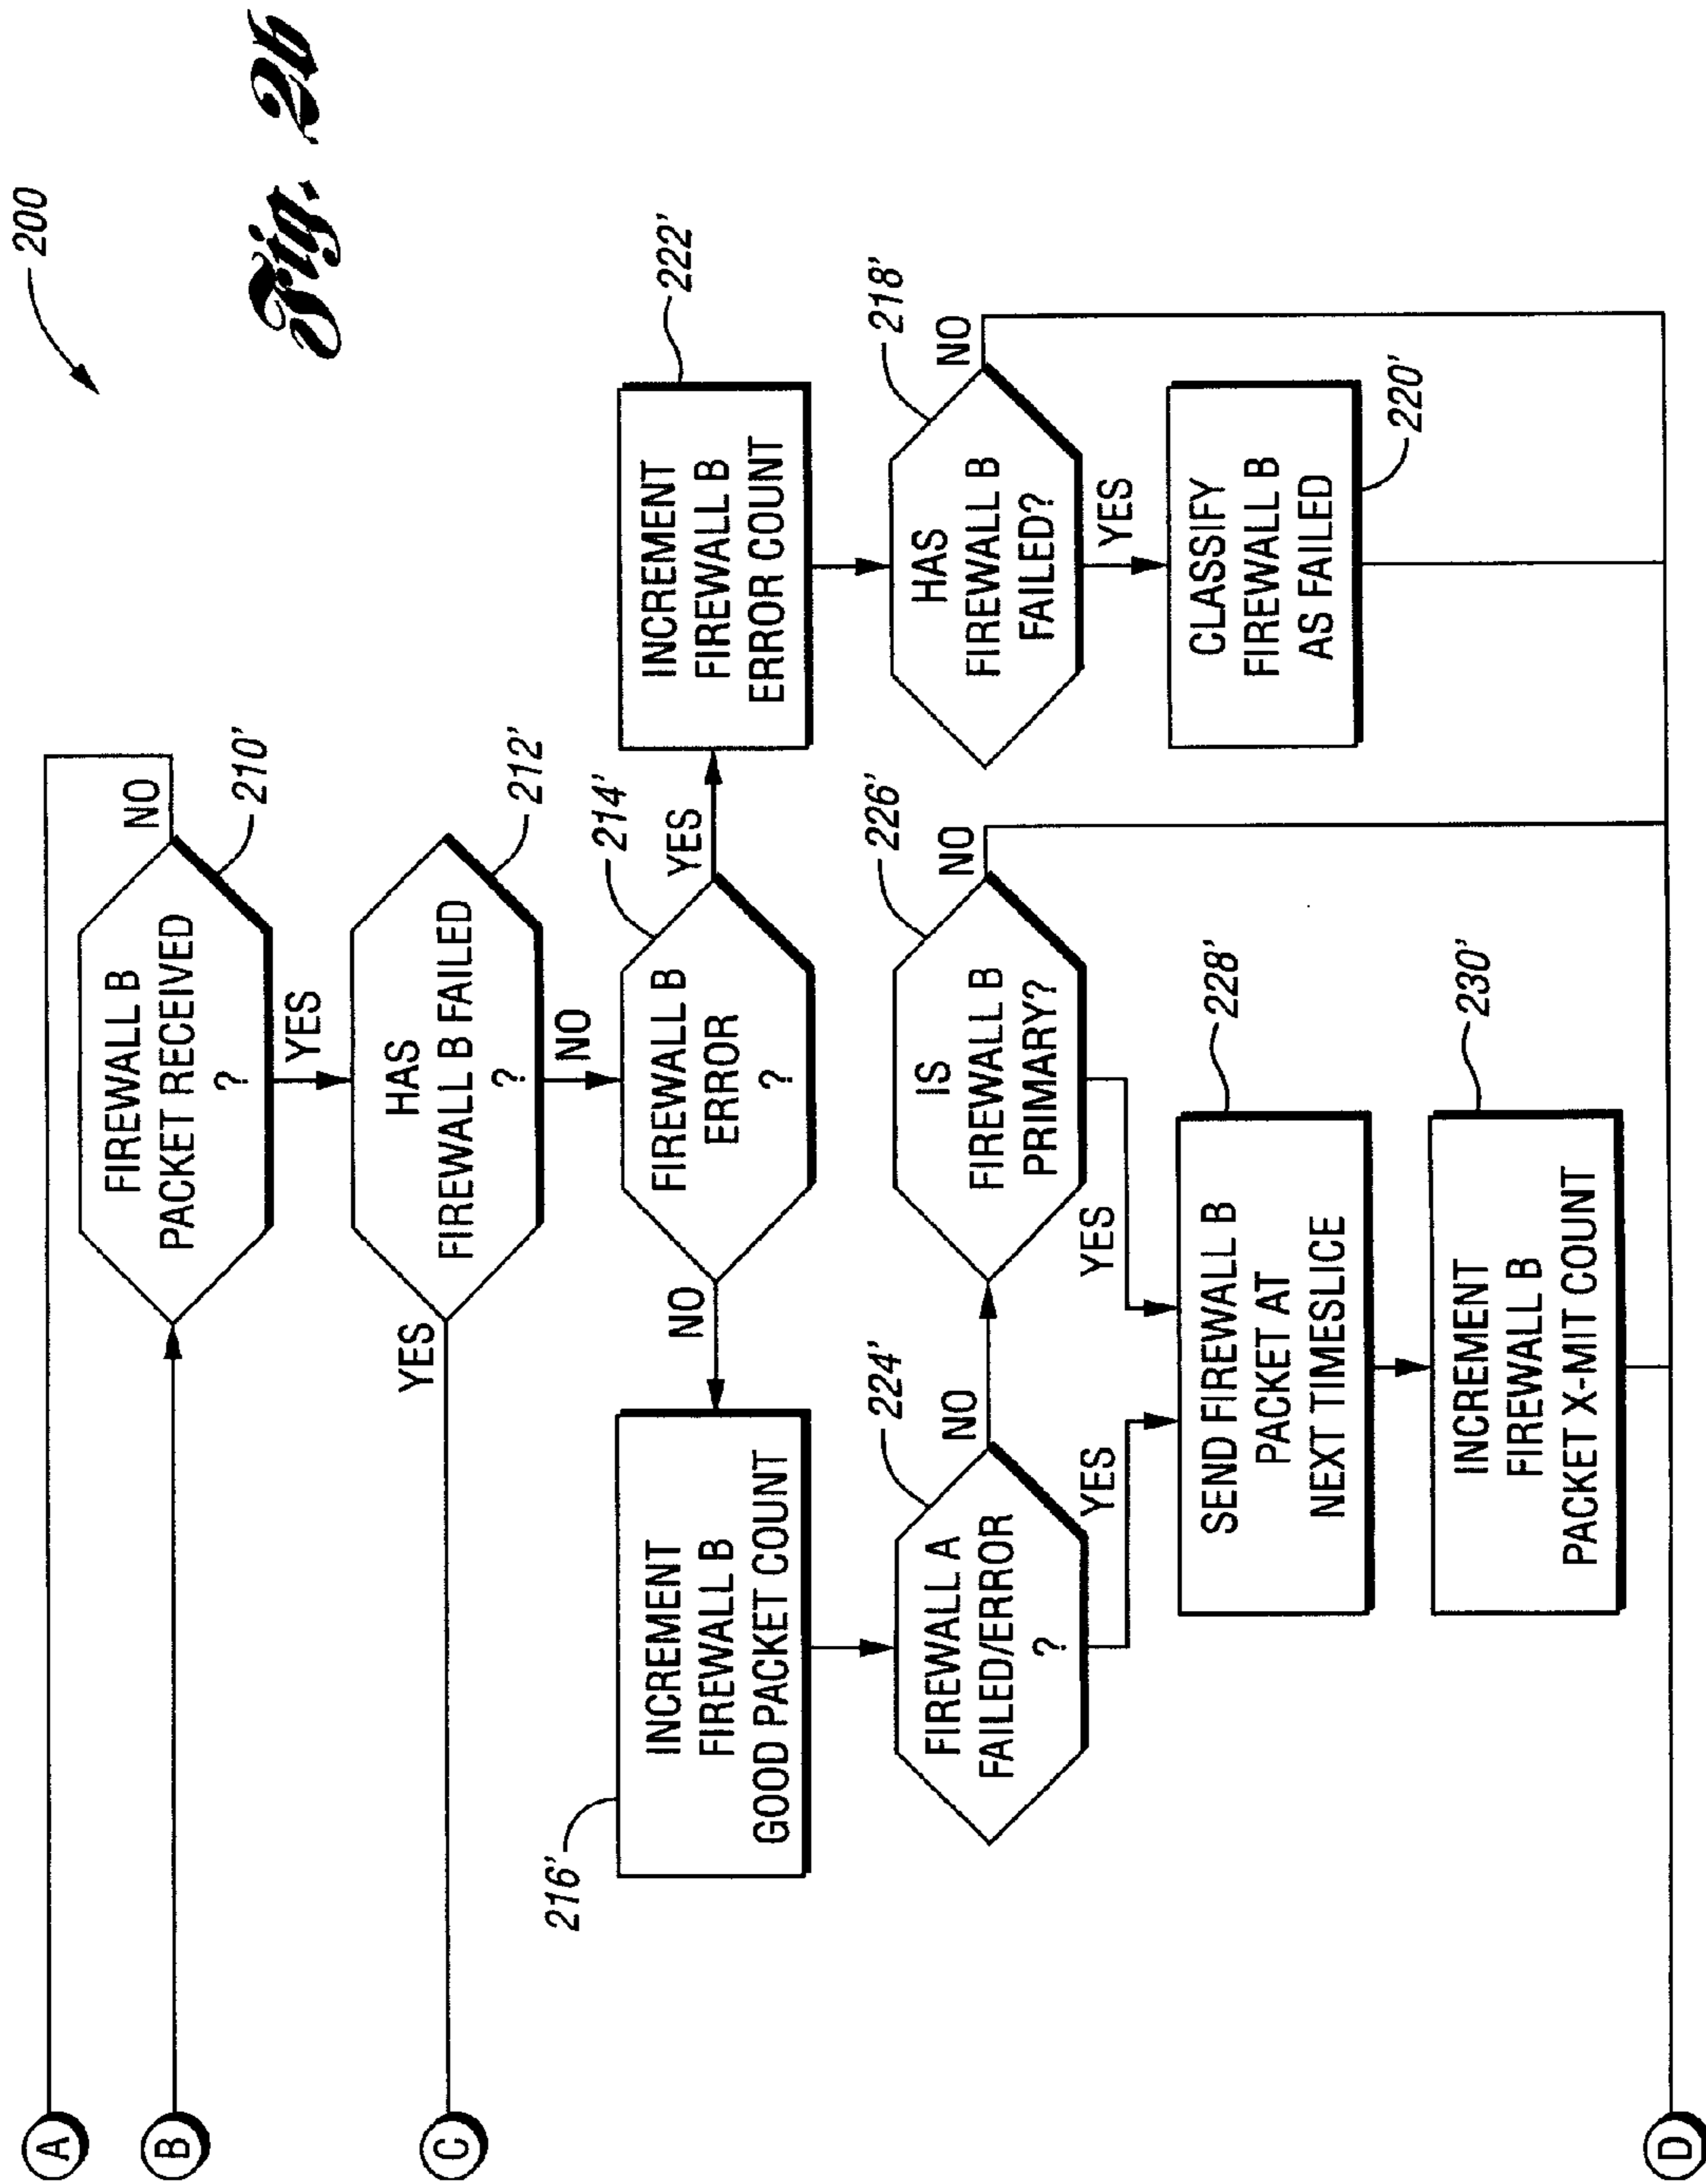 200
Fig. 2b
A
B
C
D
FIREWALL B
PACKET RECEIVED
?
210'
NO
YES
HAS
FIREWALL B FAILED
?
212'
YES
NO
FIREWALL B
ERROR
?
214'
NO
YES
INCREMENT
FIREWALL B
GOOD PACKET COUNT
216'
INCREMENT
FIREWALL B
ERROR COUNT
222'
FIREWALL A
FAILED/ERROR
?
224'
NO
YES
IS
FIREWALL B
PRIMARY?
226'
NO
YES
HAS
FIREWALL B
FAILED?
218'
NO
YES
SEND FIREWALL B
PACKET AT
NEXT TIMESLICE
228'
CLASSIFY
FIREWALL B
AS FAILED
220'
INCREMENT
FIREWALL B
PACKET X-MIT COUNT
230'